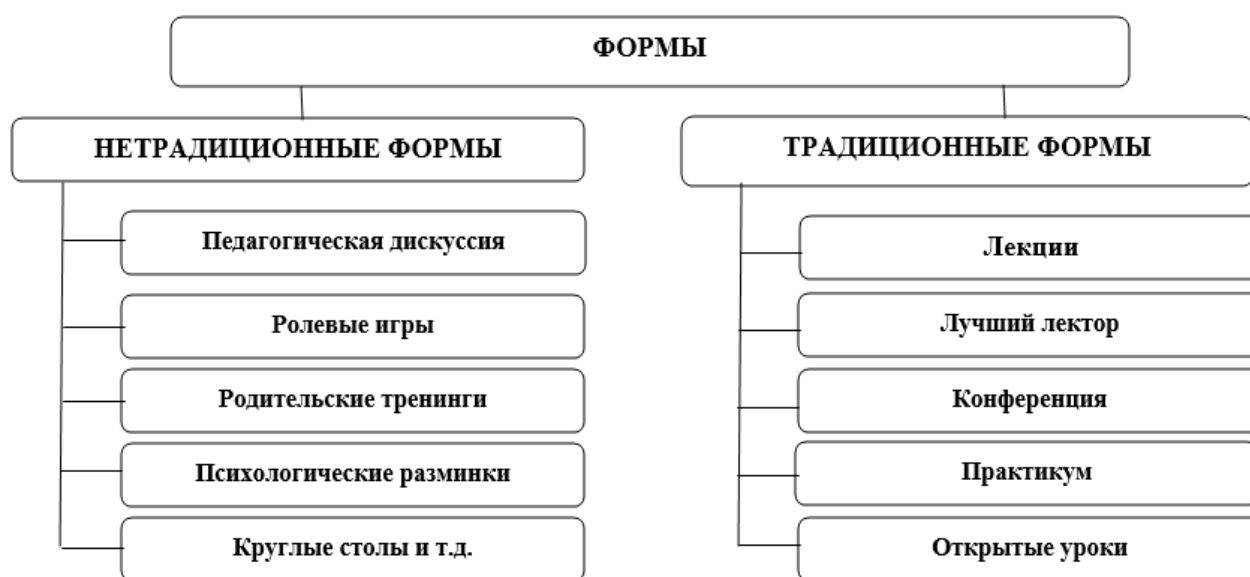 ФОРМЫ
НЕТРАДИЦИОННЫЕ ФОРМЫ
Педагогическая дискуссия
Ролевые игры
Родительские тренинги
Психологические разминки
Круглые столы и т.д.
ТРАДИЦИОННЫЕ ФОРМЫ
Лекции
Лучший лектор
Конференция
Практикум
Открытые уроки